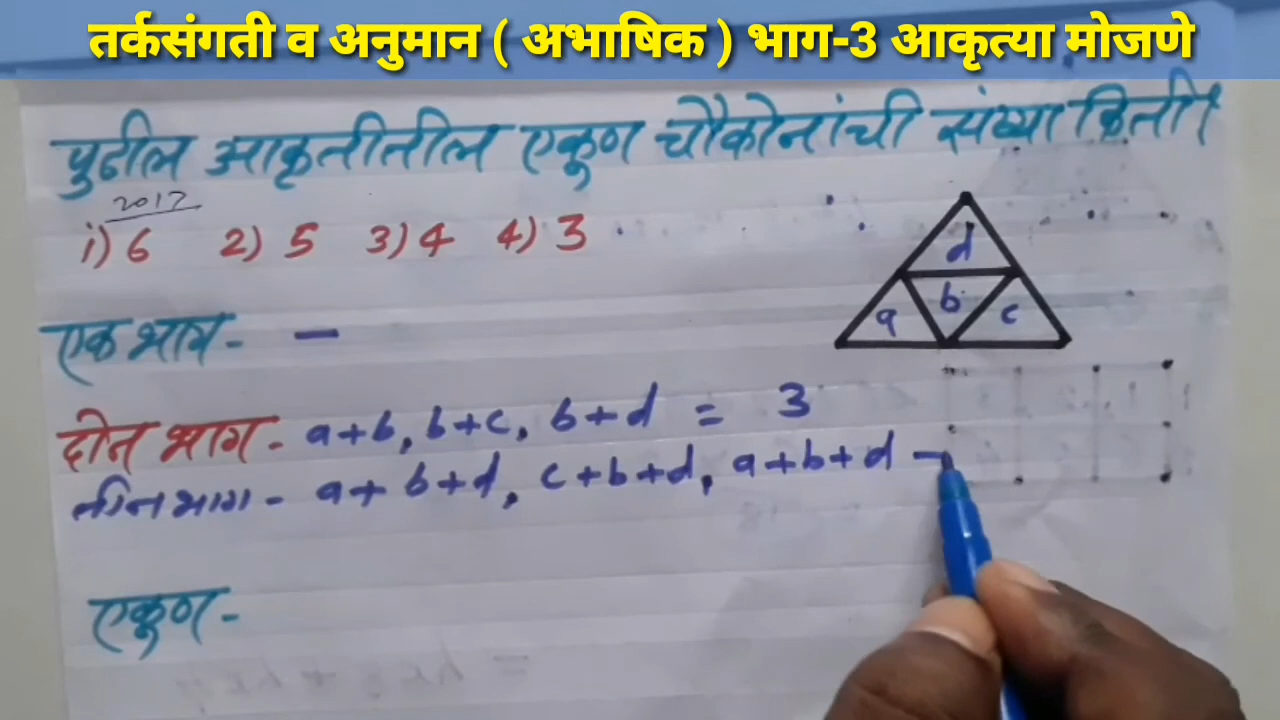 तर्कसंगती व अनुमान ( अभाषिक ) भाग-3 आकृत्या मोजणे
पुढील आकृतीतील एकूण चौकोनांची संख्या किती?
2017
1) 6 2) 5 3) 4 4) 3
d
a b c
एक भाग - —
दोन भाग - a+b, b+c, b+d = 3
तीन भाग - a+b+d, c+b+d, a+b+d -
एकूण -